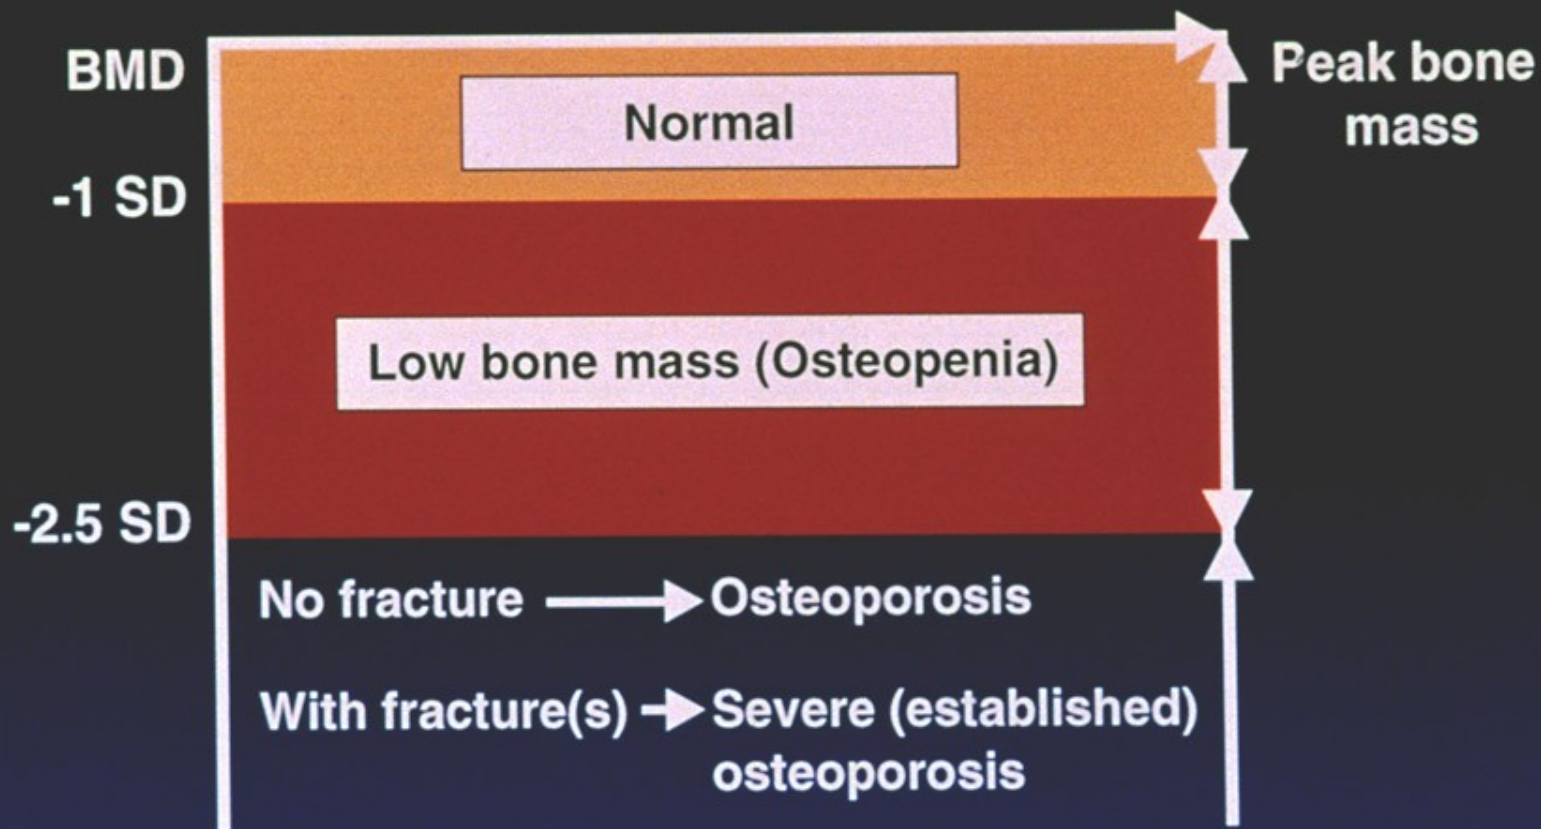 BMD
Peak bone
mass
Normal
-1 SD
Low bone mass (Osteopenia)
-2.5 SD
No fracture
Osteoporosis
With fracture(s)
Severe (established)
osteoporosis